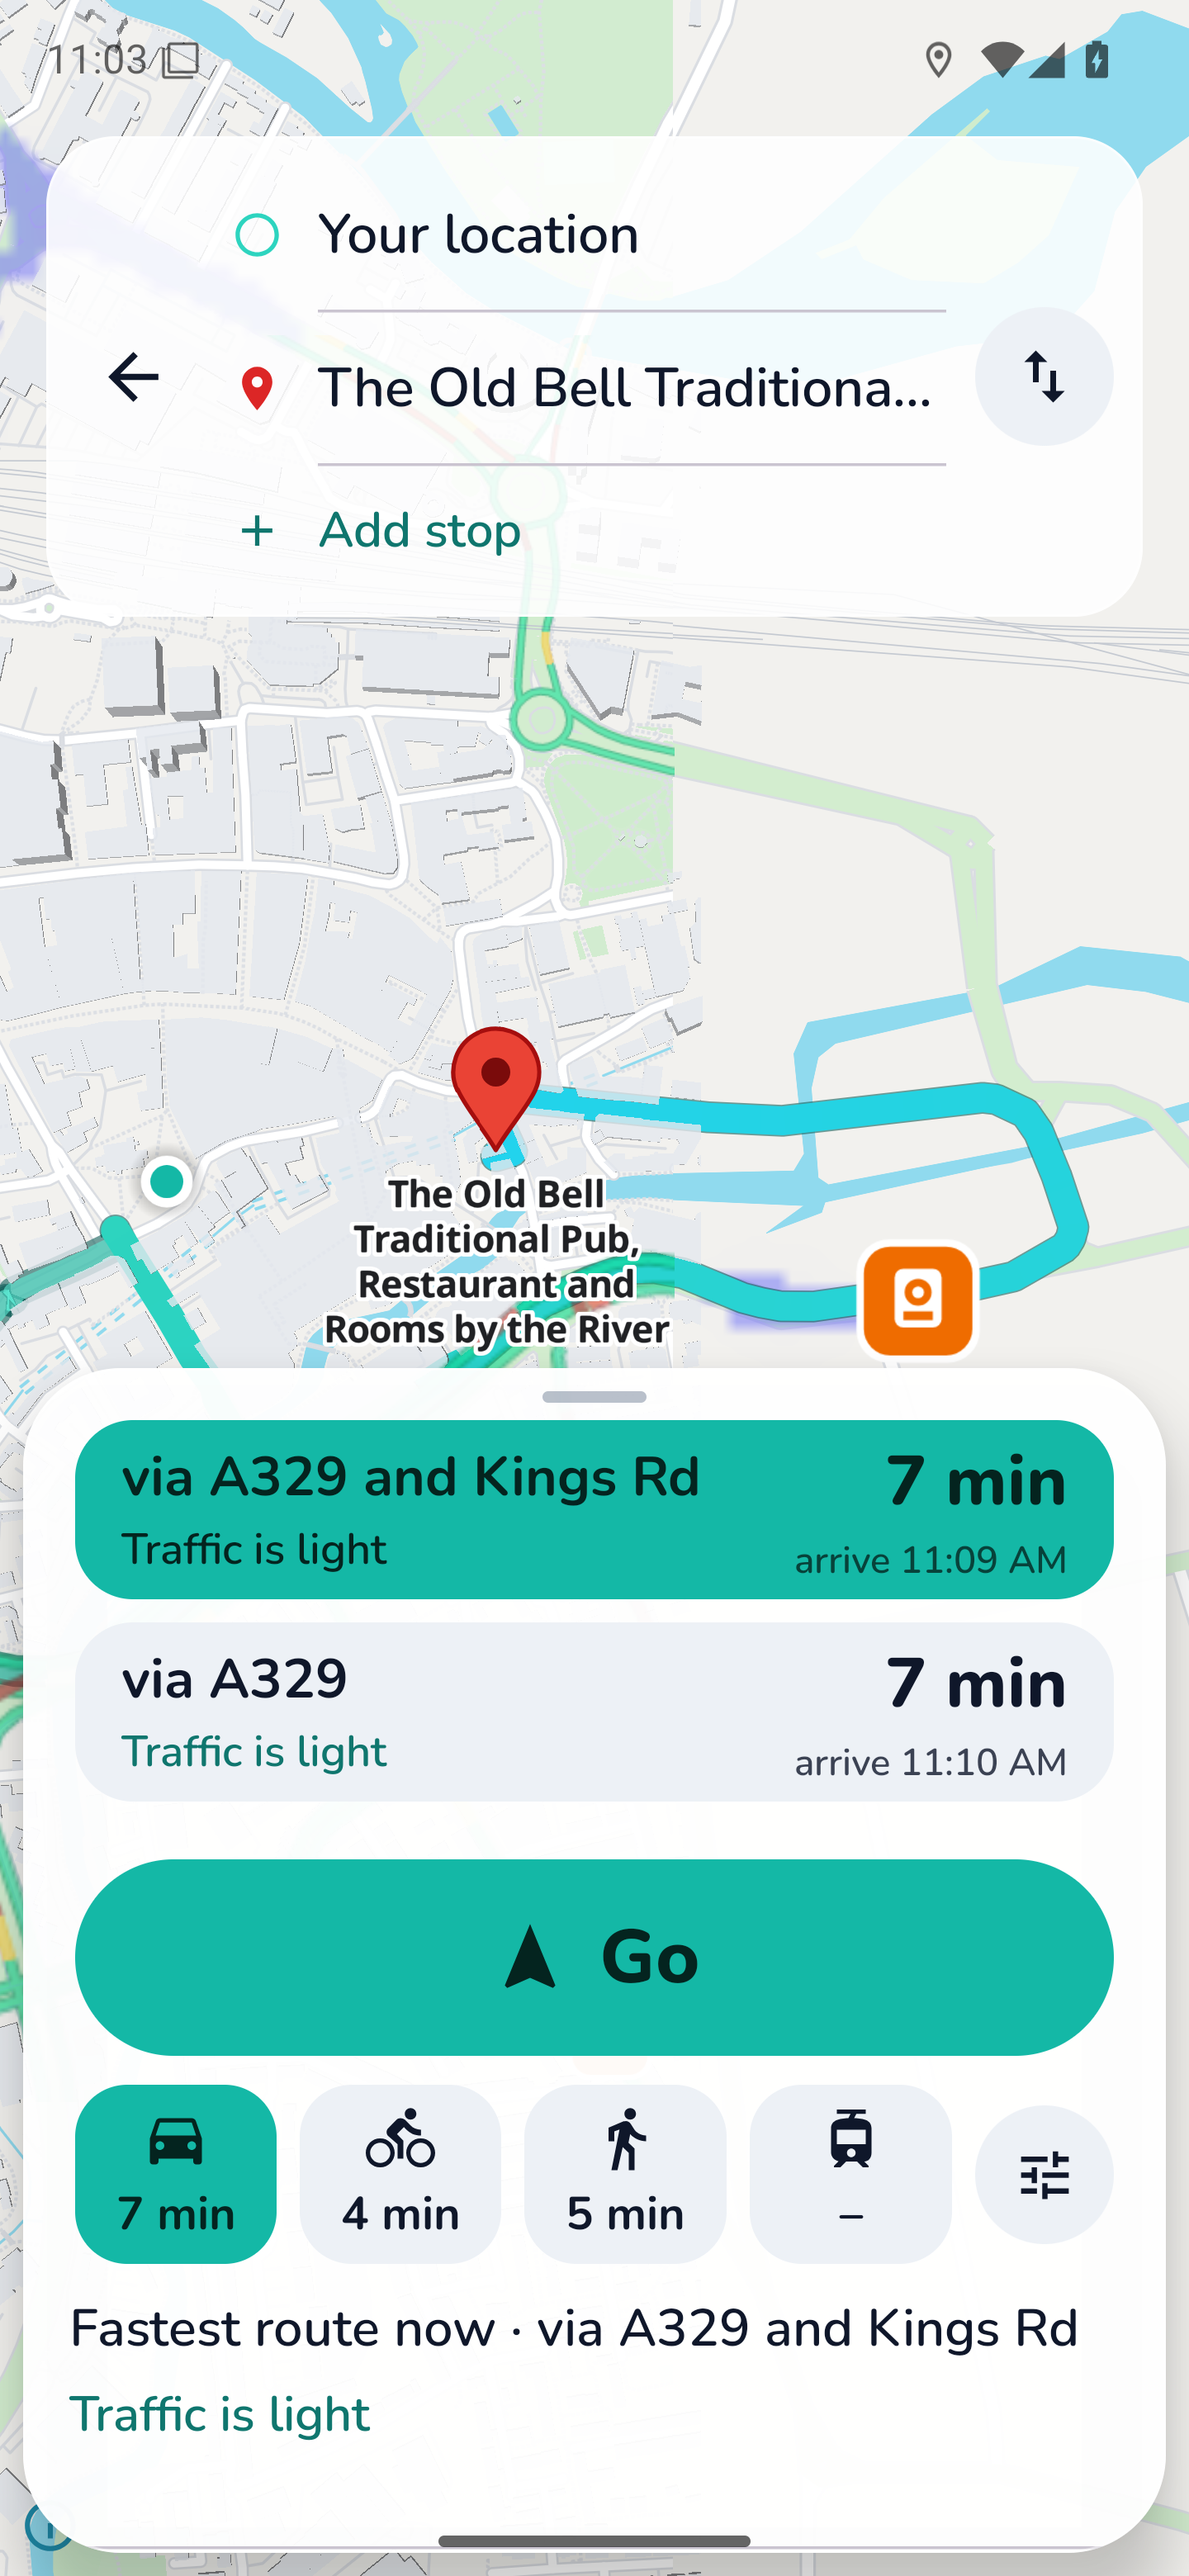 11:03
Your location
The Old Bell Traditiona...
Add stop
The Old Bell
Traditional Pub,
Restaurant and
Rooms by the River
via A329 and Kings Rd
7 min
Traffic is light
arrive 11:09 AM
via A329
7 min
Traffic is light
arrive 11:10 AM
Go
7 min
4 min
5 min
–
Fastest route now · via A329 and Kings Rd
Traffic is light